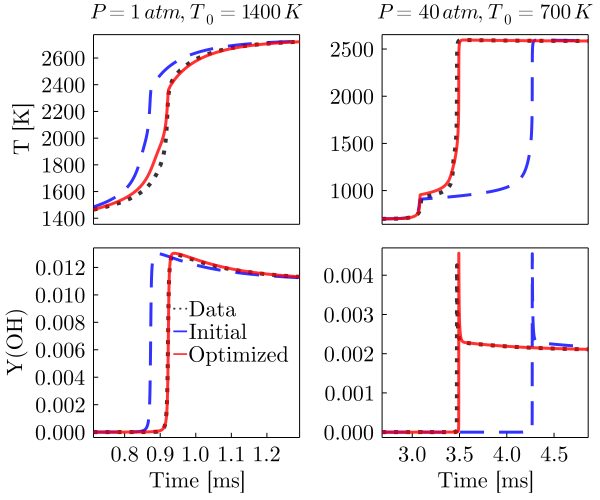 P = 1 atm, T₀ = 1400 K
P = 40 atm, T₀ = 700 K
T [K]
2600
2400
2200
2000
1800
1600
1400
2500
2000
1500
1000
Y(OH)
0.012
0.010
0.008
0.006
0.004
0.002
0.000
Data
Initial
Optimized
0.004
0.003
0.002
0.001
0.000
0.8 0.9 1.0 1.1 1.2
3.0 3.5 4.0 4.5
Time [ms]
Time [ms]